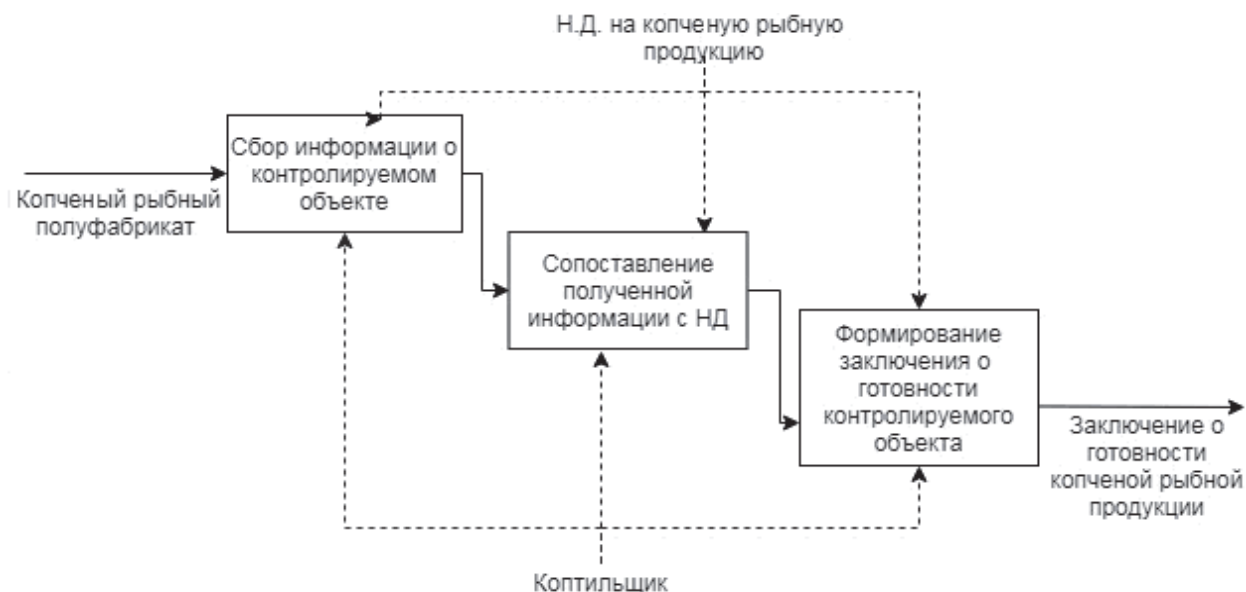 Н.Д. на копченую рыбную
продукцию
Сбор информации о
контролируемом
объекте
Копченый рыбный
полуфабрикат
Сопоставление
полученной
информации с НД
Формирование
заключения о
готовности
контролируемого
объекта
Заключение о
готовности
копченой рыбной
продукции
Коптильщик